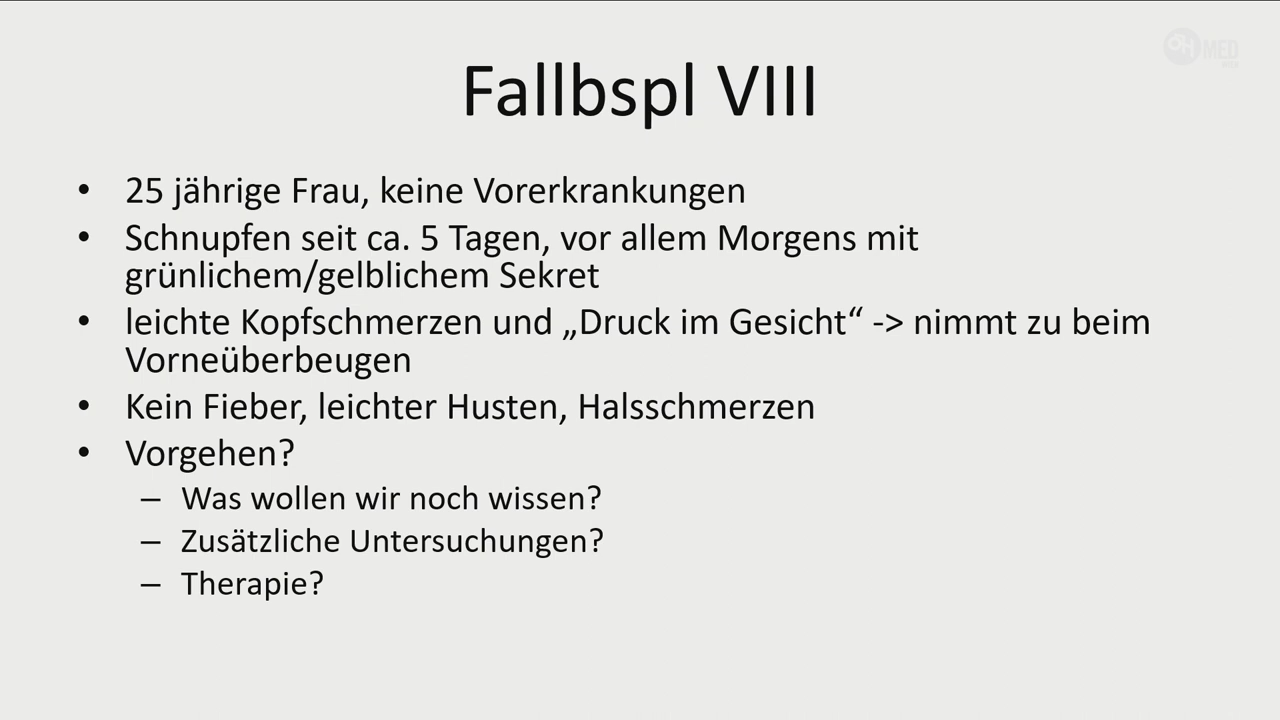 ÖH MED
Fallbspl VIII
• 25 jährige Frau, keine Vorerkrankungen
• Schnupfen seit ca. 5 Tagen, vor allem Morgens mit
grünlichem/gelblichem Sekret
• leichte Kopfschmerzen und „Druck im Gesicht“ -> nimmt zu beim
Vorneüberbeugen
• Kein Fieber, leichter Husten, Halsschmerzen
• Vorgehen?
– Was wollen wir noch wissen?
– Zusätzliche Untersuchungen?
– Therapie?